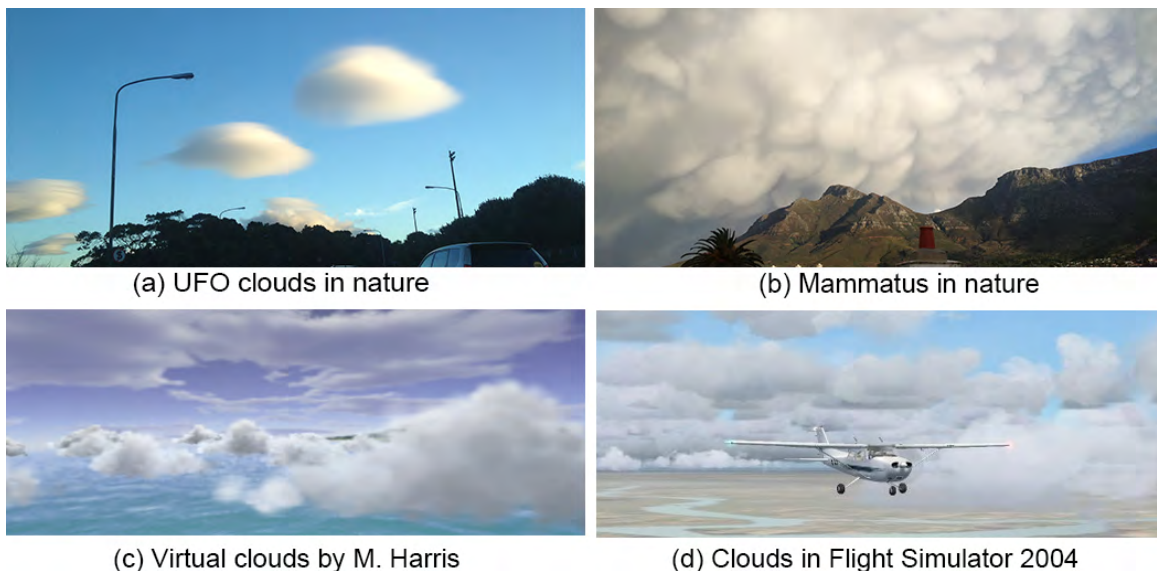 (a) UFO clouds in nature
(b) Mammatus in nature
(c) Virtual clouds by M. Harris
(d) Clouds in Flight Simulator 2004